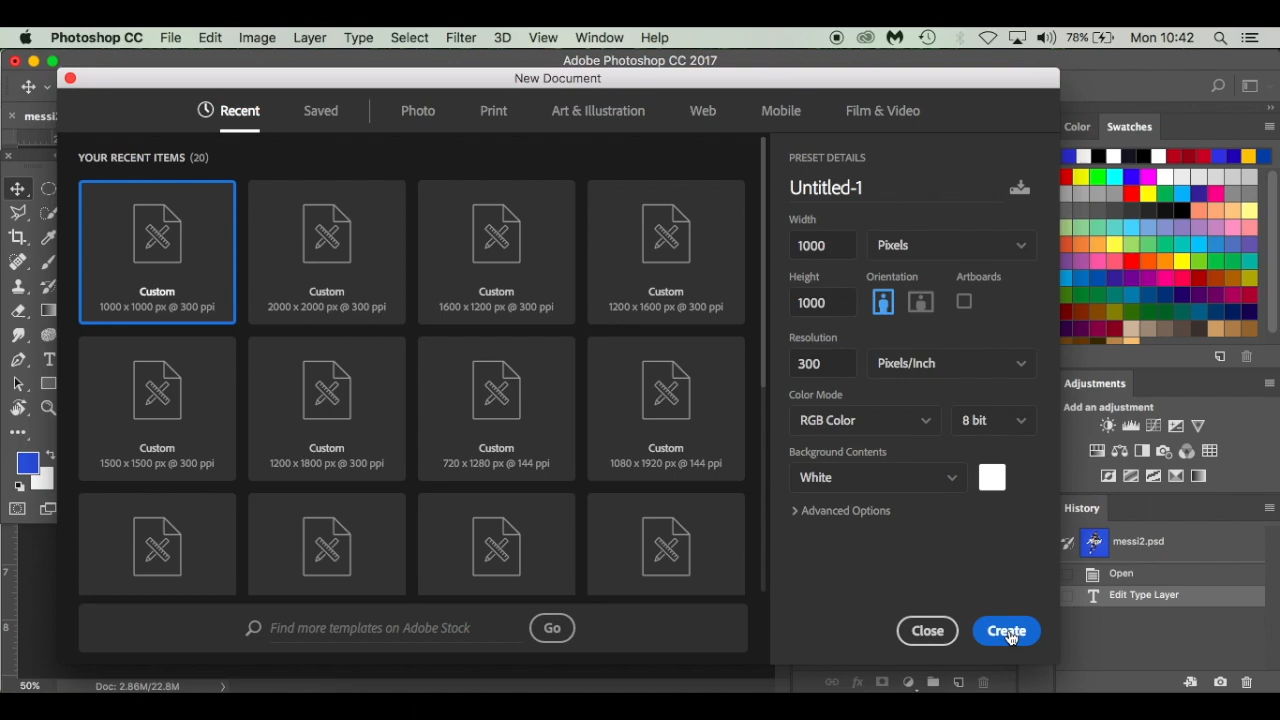 Photoshop CC File Edit Image Layer Type Select Filter 3D View Window Help 78% Mon 10:42
Adobe Photoshop CC 2017
New Document
messi
Recent Saved Photo Print Art & Illustration Web Mobile Film & Video
Color Swatches
YOUR RECENT ITEMS (20)
Custom
1000 x 1000 px @ 300 ppi
Custom
2000 x 2000 px @ 300 ppi
Custom
1600 x 1200 px @ 300 ppi
Custom
1200 x 1600 px @ 300 ppi
Custom
1500 x 1500 px @ 300 ppi
Custom
1200 x 1800 px @ 300 ppi
Custom
720 x 1280 px @ 144 ppi
Custom
1080 x 1920 px @ 144 ppi
Find more templates on Adobe Stock Go
PRESET DETAILS
Untitled-1
Width
1000 Pixels
Height Orientation Artboards
1000
Resolution
300 Pixels/Inch
Color Mode
RGB Color 8 bit
Background Contents
White
> Advanced Options
Close Create
Adjustments
Add an adjustment
History
messi2.psd
Open
T Edit Type Layer
7
8
50% Doc: 2.86M/22.8M >
fx